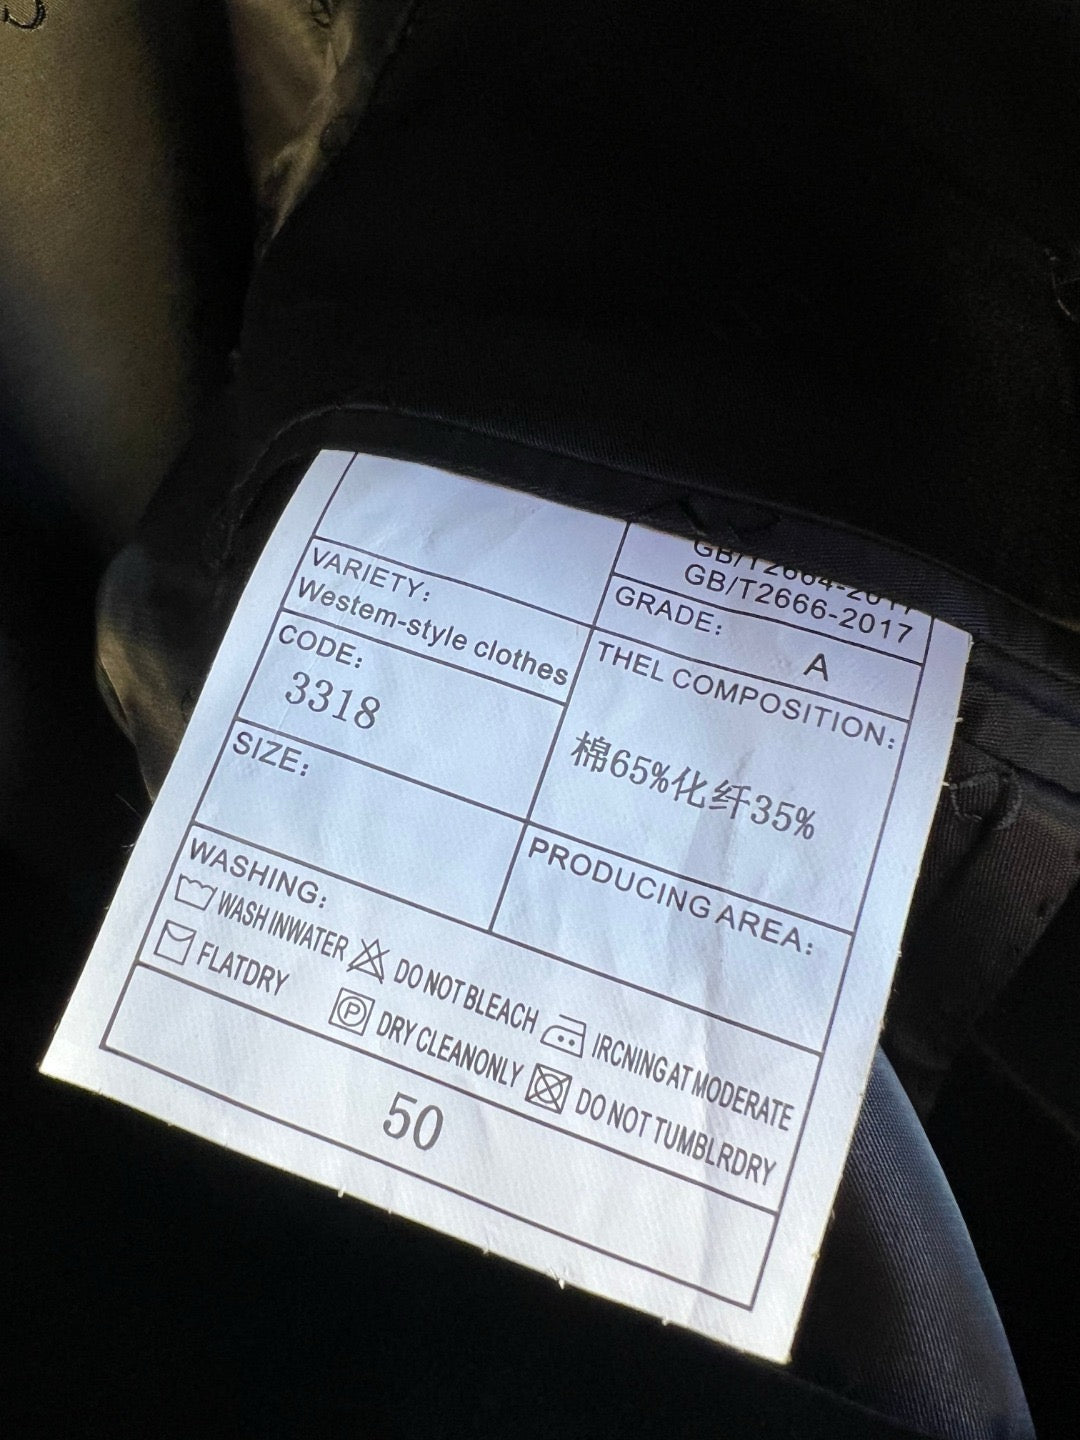 GB/T2664-2017
GB/T2666-2017
GRADE:
A
VARIETY:
Westem-style clothes
THEL COMPOSITION:
棉65%化纤35%
CODE:
3318
SIZE:
PRODUCING AREA:
WASHING:
WASH INWATER DO NOT BLEACH IRCNING AT MODERATE
FLATDRY P DRY CLEANONLY DO NOT TUMBLRDRY
50